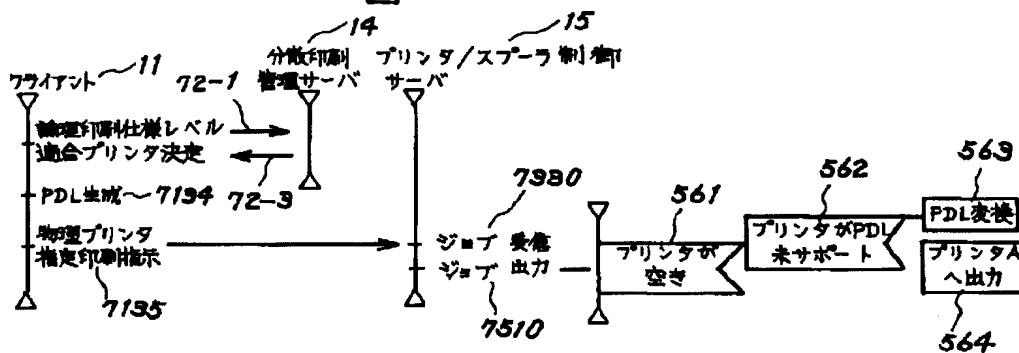 14
15
分散印刷
管理サーバ
プリンタ/スプーラ制御
サーバ
クライアント
11
72-1
論理印刷仕様レベル
適合プリンタ決定
PDL生成
7134
72-3
物理プリンタ
指定印刷指示
7135
7330
ジョブ 受信
ジョブ 出力
7510
561
プリンタが
空き
562
プリンタがPDL
未サポート
563
PDL変換
プリンタA
へ出力
564